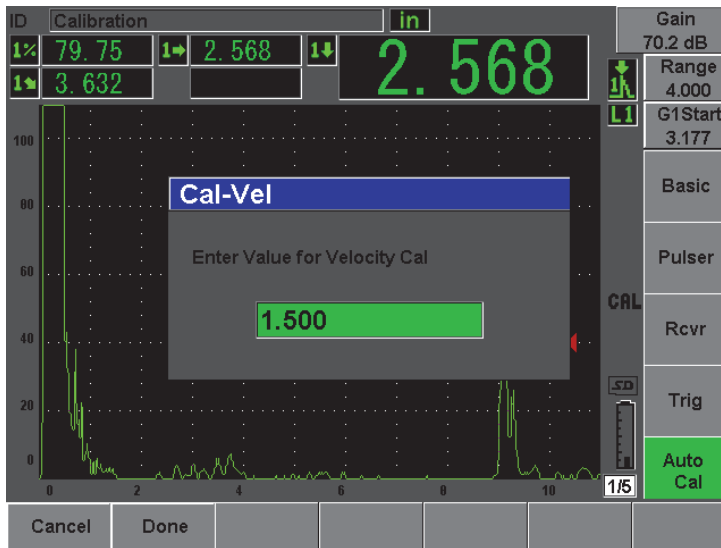 ID Calibration in
1% 79.75 1 2.568 1 2.568
1 3.632
Gain
70.2 dB
Range
4.000
1
L1
G1Start
3.177
Basic
Pulser
Rcvr
Trig
Auto
Cal
100
80
60
40
20
0
Cal-Vel
Enter Value for Velocity Cal
1.500
CAL
SD
0 2 4 6 8 10
1/5
Cancel Done